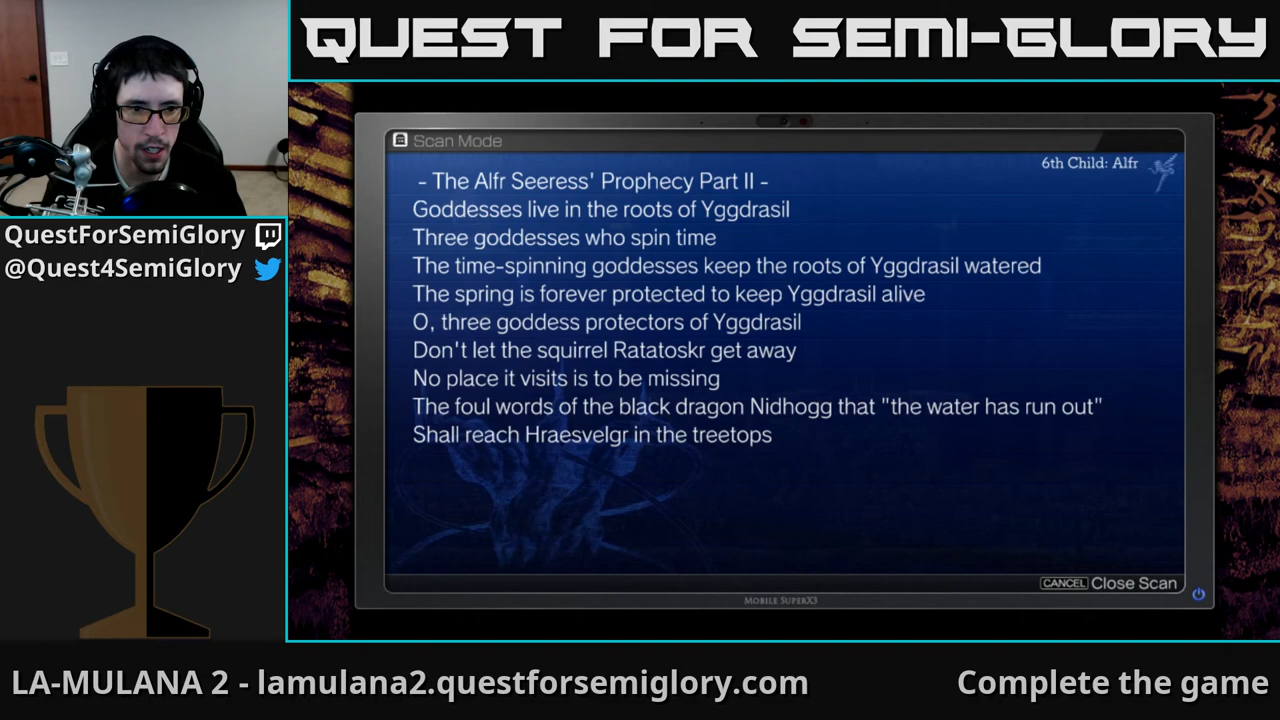 QUEST FOR SEMI-GLORY
Scan Mode
6th Child: Alfr
- The Alfr Seeress' Prophecy Part II -
Goddesses live in the roots of Yggdrasil
Three goddesses who spin time
The time-spinning goddesses keep the roots of Yggdrasil watered
The spring is forever protected to keep Yggdrasil alive
O, three goddess protectors of Yggdrasil
Don't let the squirrel Ratatoskr get away
No place it visits is to be missing
The foul words of the black dragon Nidhogg that "the water has run out"
Shall reach Hraesvelgr in the treetops
CANCEL Close Scan
MOBILE SUPERX3
QuestForSemiGlory
@Quest4SemiGlory
LA-MULANA 2 - lamulana2.questforsemiglory.com
Complete the game